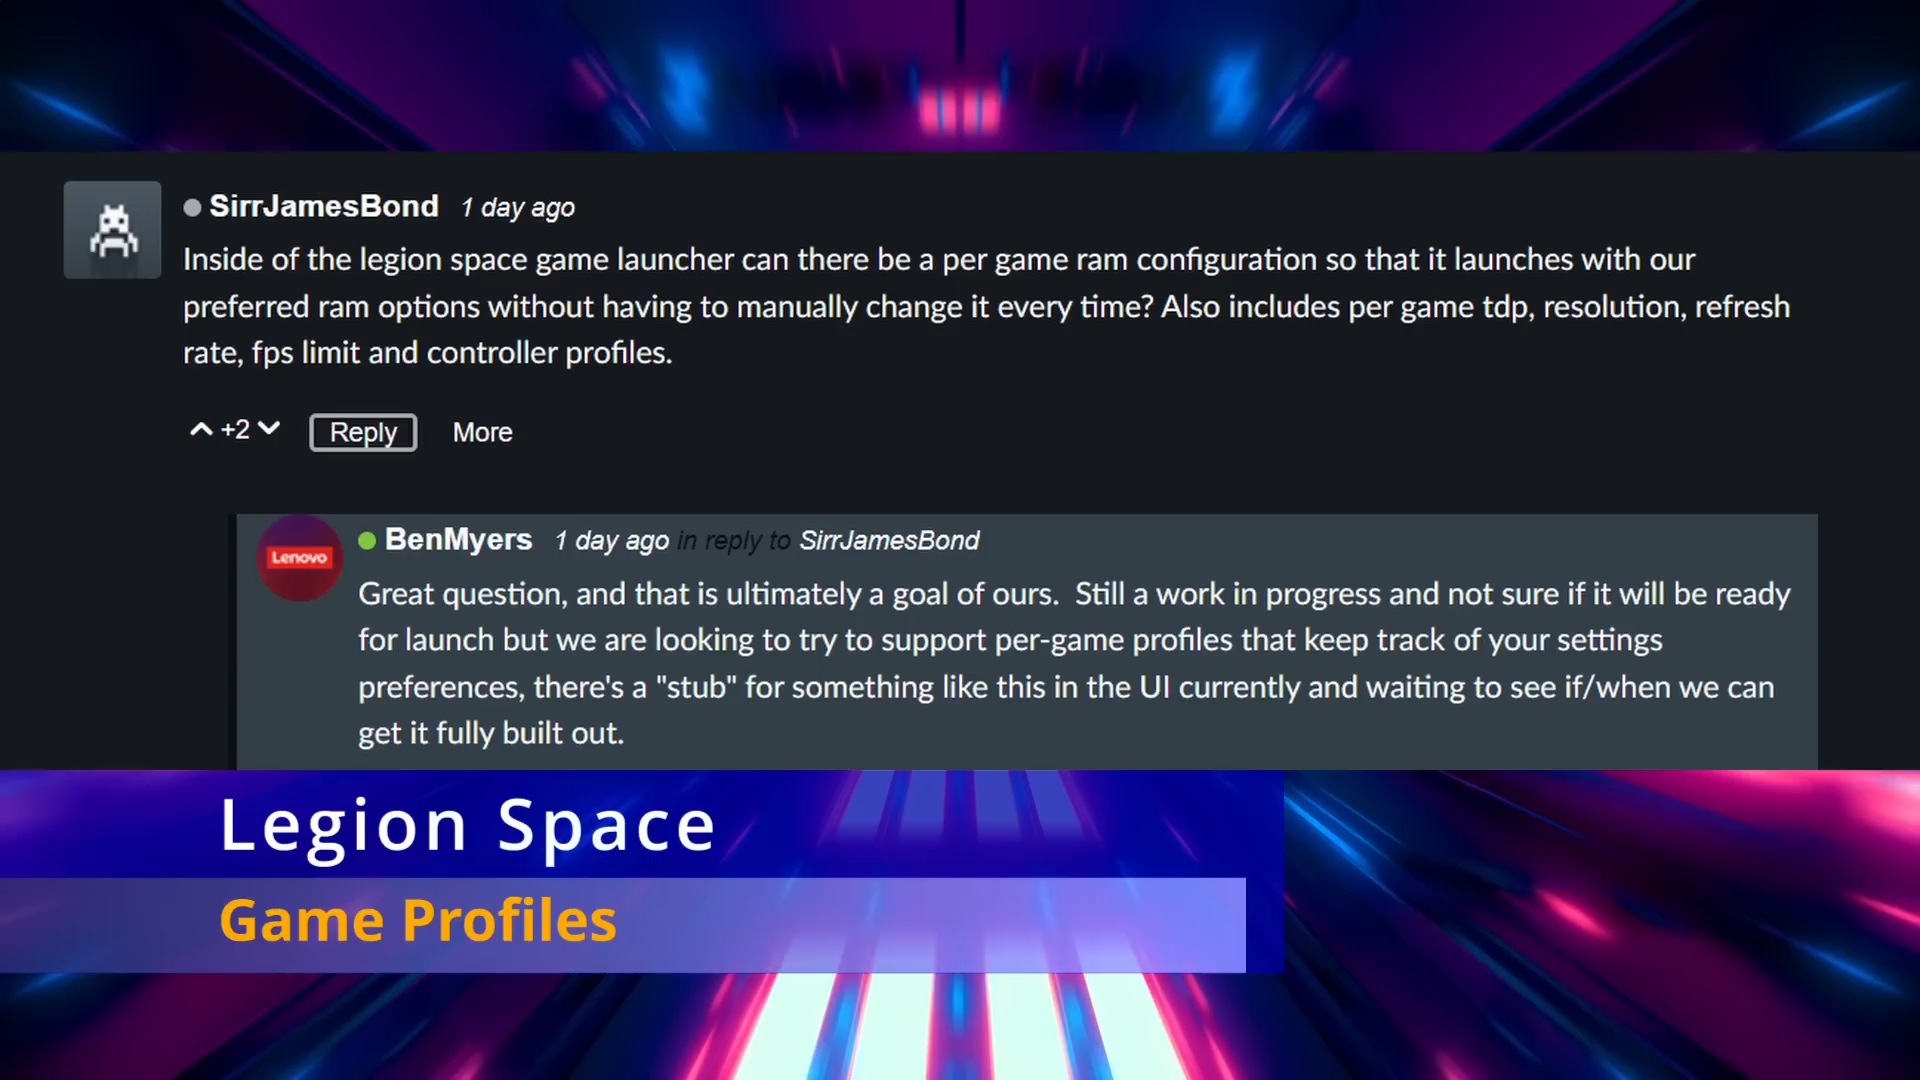 SirrJamesBond 1 day ago
Inside of the legion space game launcher can there be a per game ram configuration so that it launches with our
preferred ram options without having to manually change it every time? Also includes per game tdp, resolution, refresh
rate, fps limit and controller profiles.
+2 Reply More
Lenovo
BenMyers 1 day ago in reply to SirrJamesBond
Great question, and that is ultimately a goal of ours.  Still a work in progress and not sure if it will be ready
for launch but we are looking to try to support per-game profiles that keep track of your settings
preferences, there's a "stub" for something like this in the UI currently and waiting to see if/when we can
get it fully built out.
Legion Space
Game Profiles